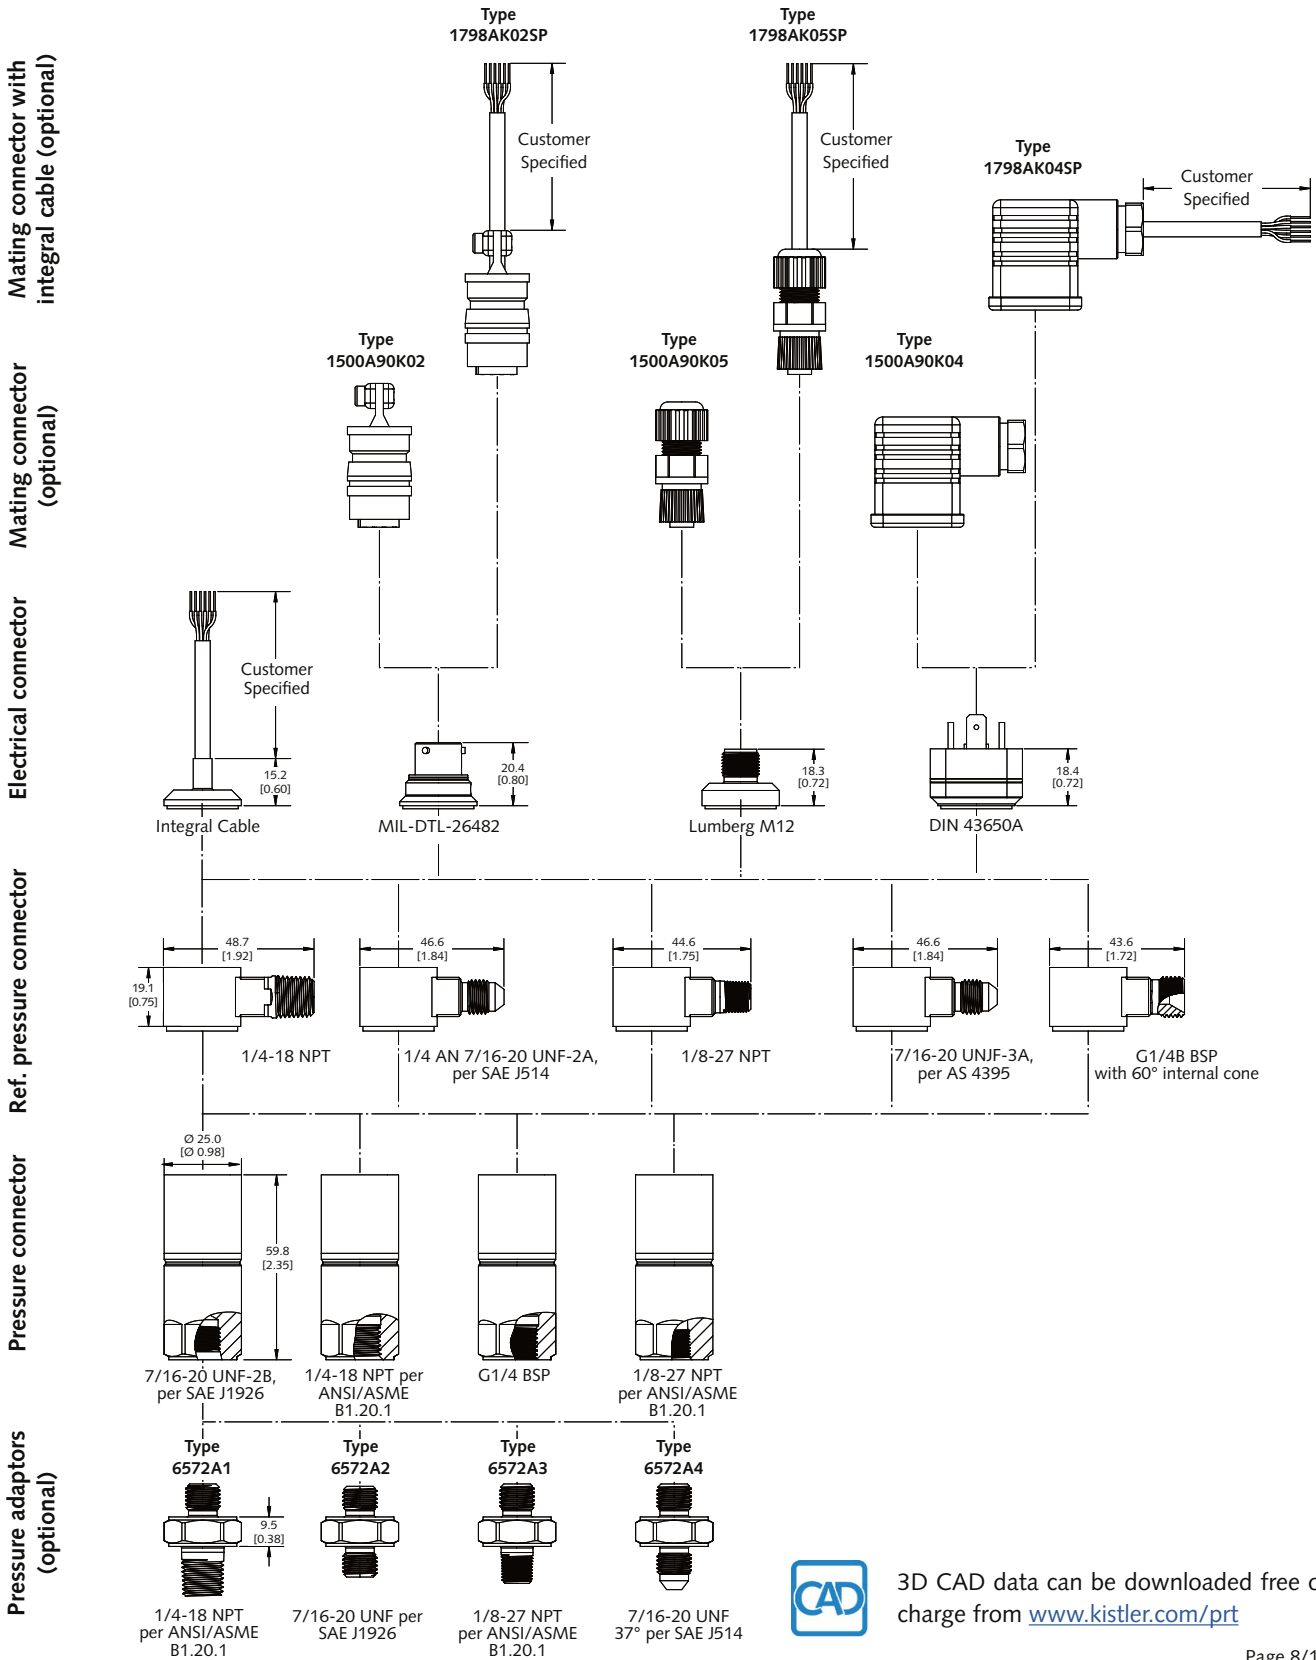 Mating connector with
integral cable (optional)
Type
1798AK02SP
Customer
Specified
Type
1798AK05SP
Customer
Specified
Type
1798AK04SP
Customer
Specified
Mating connector
(optional)
Type
1500A90K02
Type
1500A90K05
Type
1500A90K04
Electrical connector
Customer
Specified
15.2
[0.60]
Integral Cable
20.4
[0.80]
MIL-DTL-26482
18.3
[0.72]
Lumberg M12
18.4
[0.72]
DIN 43650A
Ref. pressure connector
48.7
[1.92]
19.1
[0.75]
1/4-18 NPT
46.6
[1.84]
1/4 AN 7/16-20 UNF-2A,
per SAE J514
44.6
[1.75]
1/8-27 NPT
46.6
[1.84]
7/16-20 UNJF-3A,
per AS 4395
43.6
[1.72]
G1/4B BSP
with 60° internal cone
Pressure connector
Ø 25.0
[Ø 0.98]
59.8
[2.35]
7/16-20 UNF-2B,
per SAE J1926
1/4-18 NPT per
ANSI/ASME
B1.20.1
G1/4 BSP
1/8-27 NPT
per ANSI/ASME
B1.20.1
Pressure adaptors
(optional)
Type
6572A1
9.5
[0.38]
1/4-18 NPT
per ANSI/ASME
B1.20.1
Type
6572A2
7/16-20 UNF per
SAE J1926
Type
6572A3
1/8-27 NPT
per ANSI/ASME
B1.20.1
Type
6572A4
7/16-20 UNF
37° per SAE J514
CAD
3D CAD data can be downloaded free
charge from www.kistler.com/prt
Page 8/1